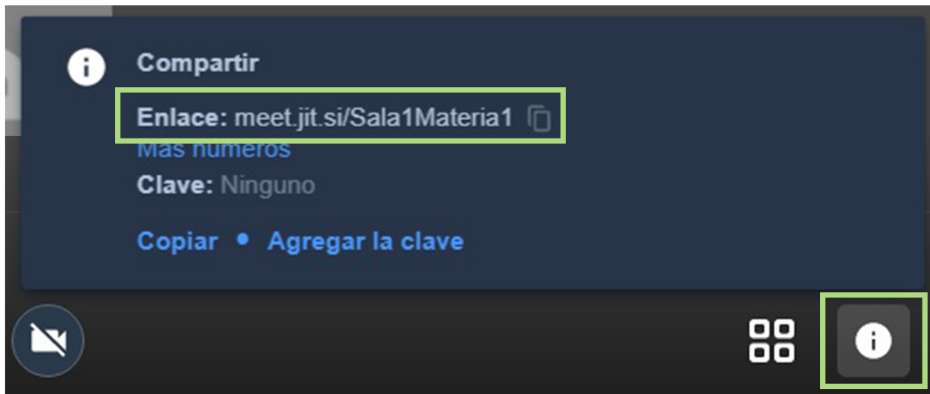 Compartir
Enlace: meet.jit.si/Sala1Materia1
Más números
Clave: Ninguno
Copiar • Agregar la clave